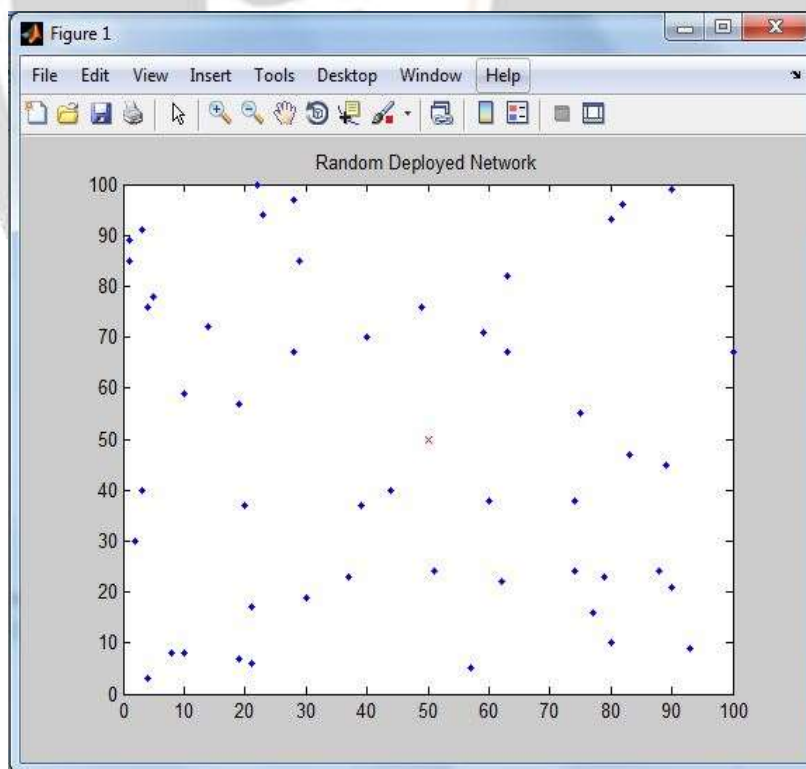 Figure 1
File Edit View Insert Tools Desktop Window Help
Random Deployed Network
100
90
80
70
60
50
40
30
20
10
0
0 10 20 30 40 50 60 70 80 90 100